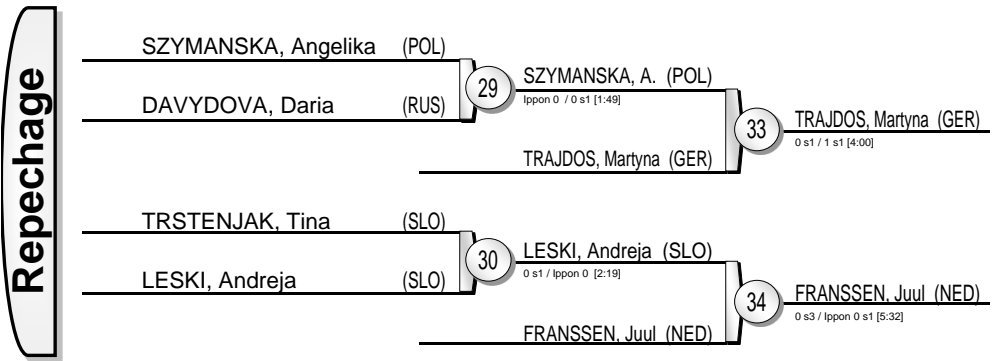 Repechage
SZYMANSKA, Angelika (POL)
DAVYDOVA, Daria (RUS)
29
SZYMANSKA, A. (POL)
Ippon 0 / 0 s1 [1:49]
TRAJDOS, Martyna (GER)
33
TRAJDOS, Martyna (GER)
0 s1 / 1 s1 [4:00]
TRSTENJAK, Tina (SLO)
LESKI, Andreja (SLO)
30
LESKI, Andreja (SLO)
0 s1 / Ippon 0 [2:19]
FRANSSEN, Juul (NED)
34
FRANSSEN, Juul (NED)
0 s3 / Ippon 0 s1 [5:32]